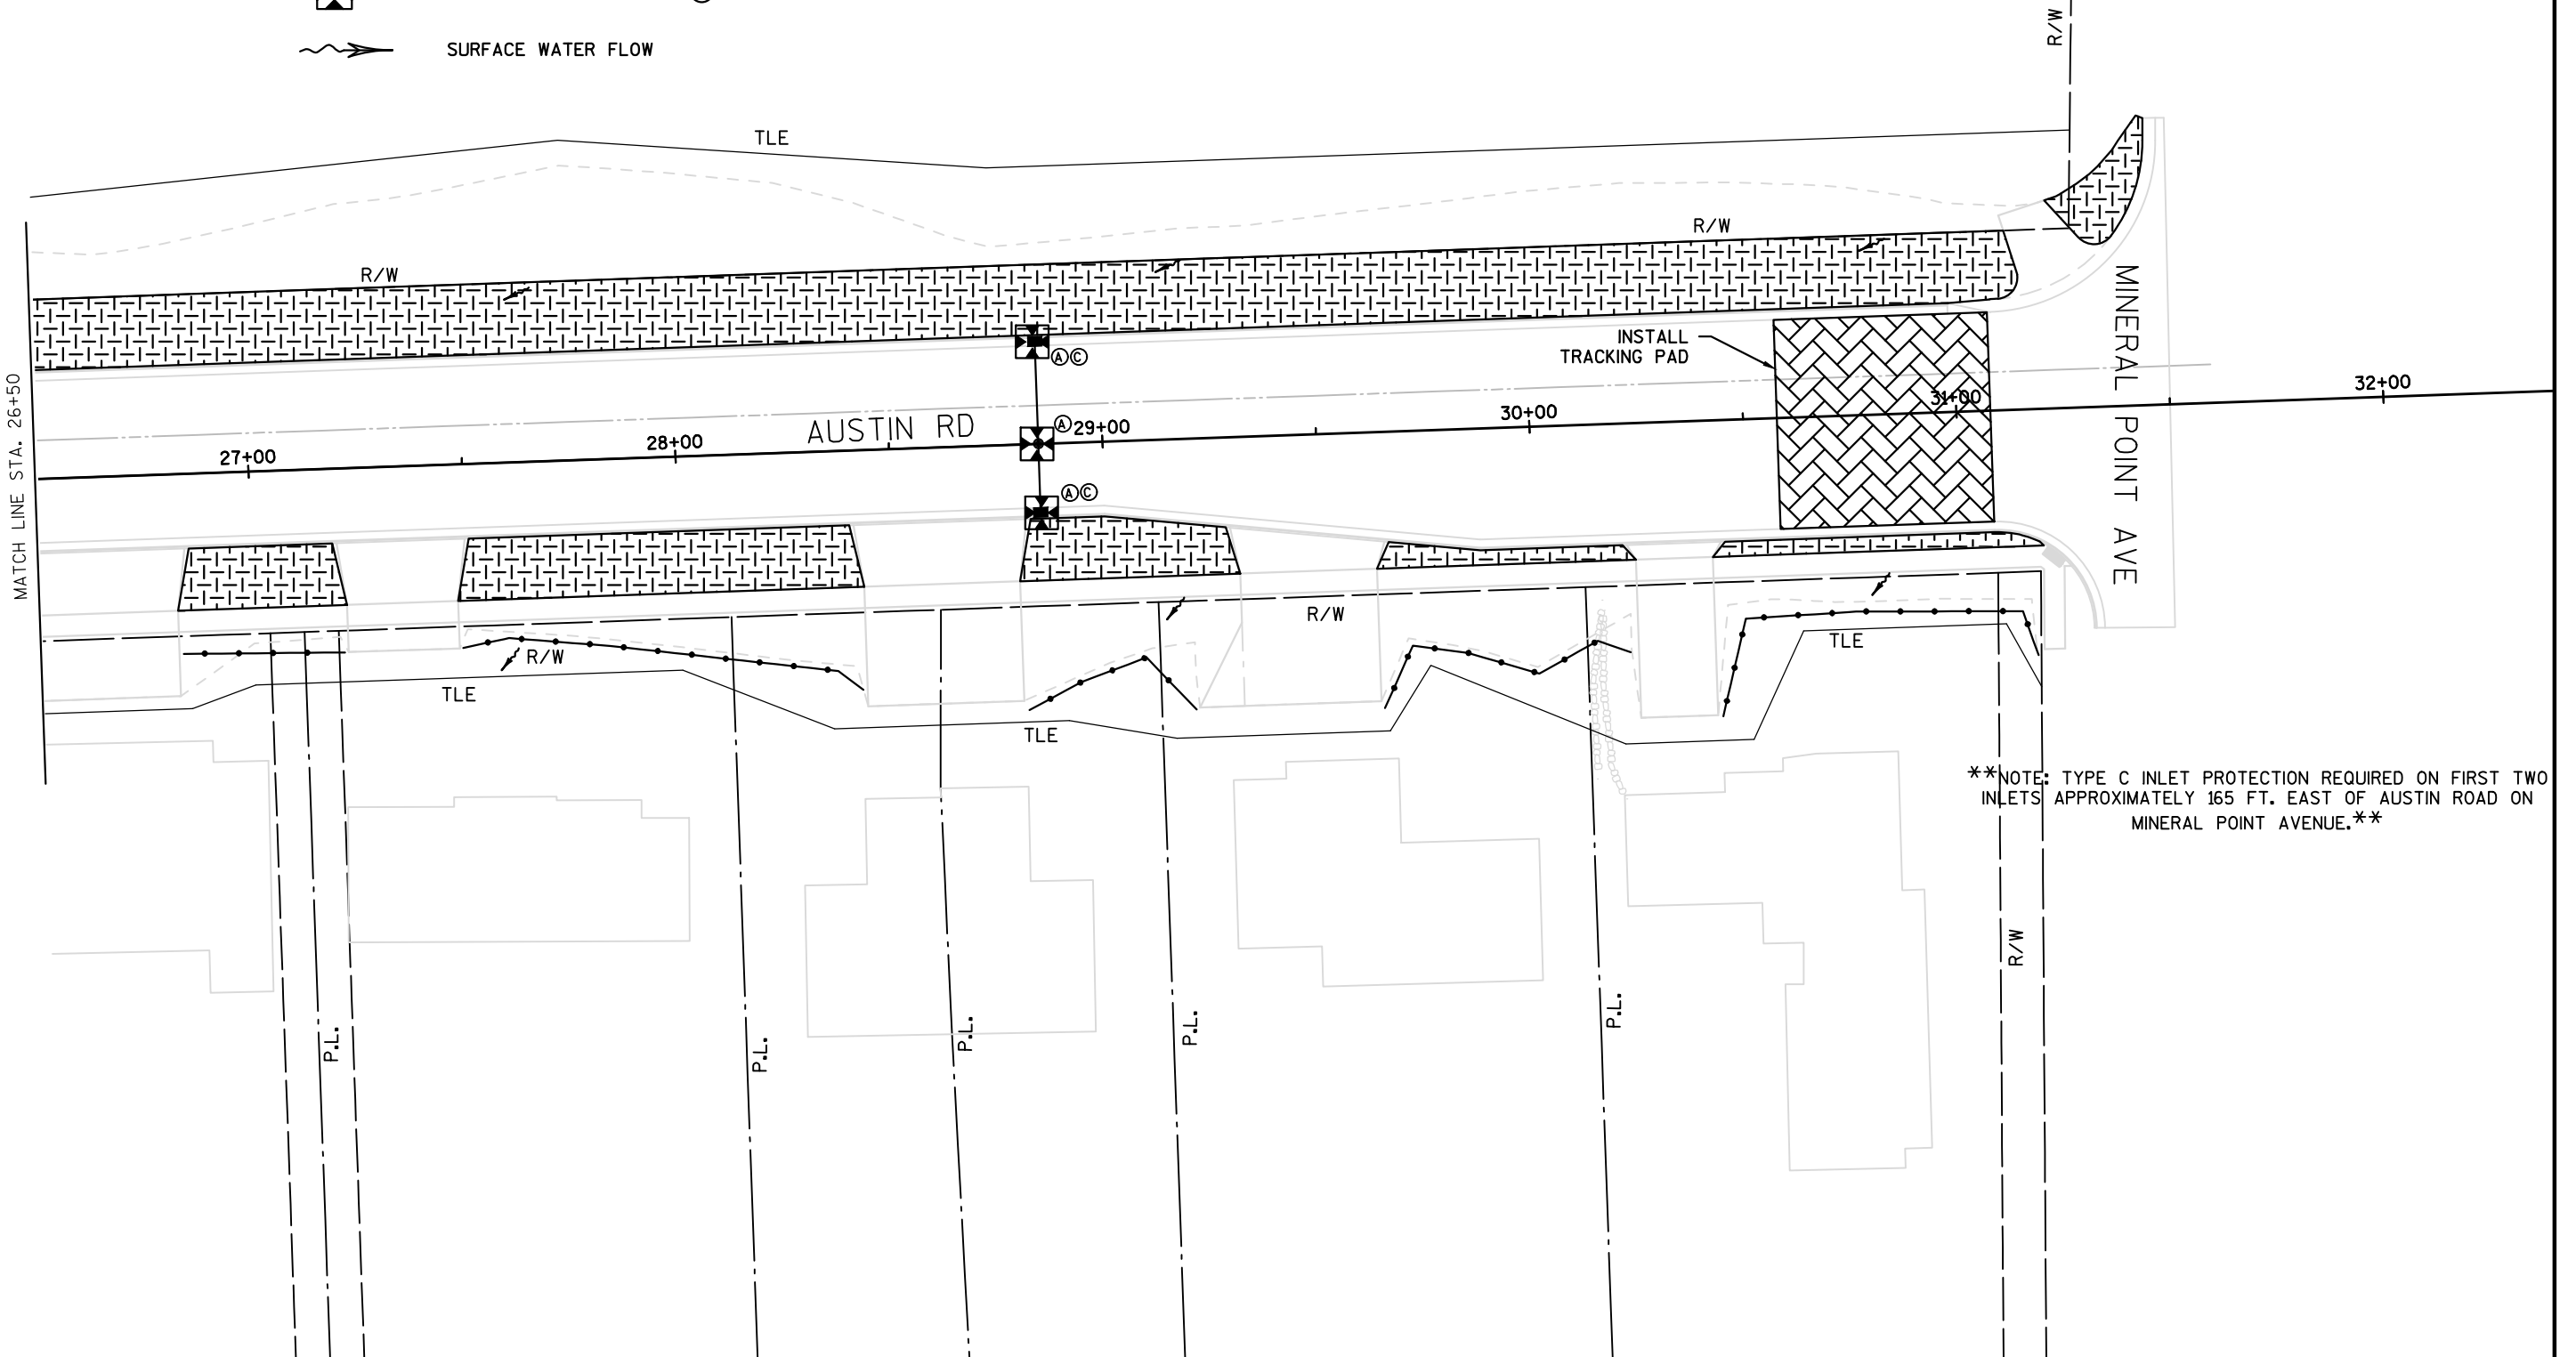 SURFACE WATER FLOW
R/W
TLE
R/W
R/W
INSTALL
TRACKING PAD
MINERAL POINT AVE
MATCH LINE STA. 26+50
AC
A
AC
AUSTIN RD
27+00
28+00
29+00
30+00
31+00
32+00
R/W
R/W
TLE
TLE
TLE
**NOTE: TYPE C INLET PROTECTION REQUIRED ON FIRST TWO
INLETS APPROXIMATELY 165 FT. EAST OF AUSTIN ROAD ON
MINERAL POINT AVENUE.**
R/W
P.L.
P.L.
P.L.
P.L.
P.L.